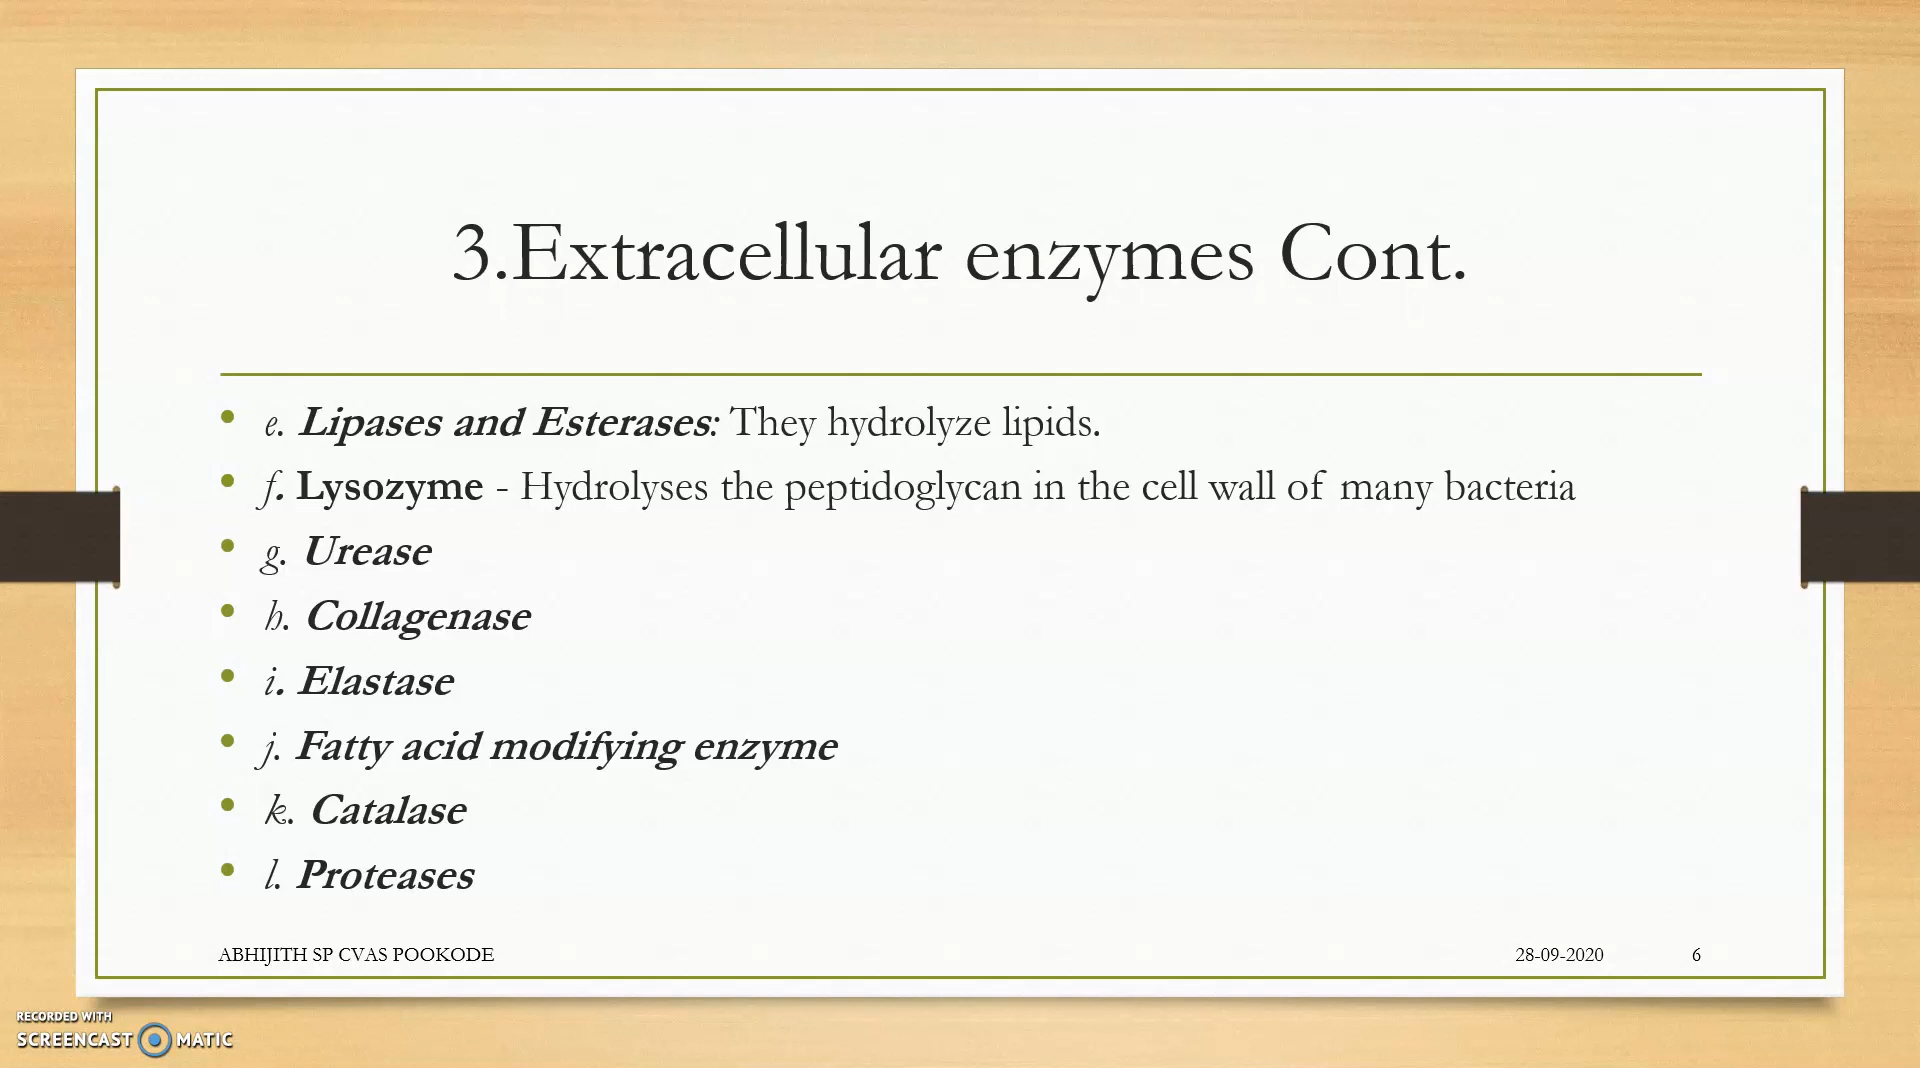 3.Extracellular enzymes Cont.
• e. Lipases and Esterases: They hydrolyze lipids.
• f. Lysozyme - Hydrolyses the peptidoglycan in the cell wall of many bacteria
• g. Urease
• h. Collagenase
• i. Elastase
• j. Fatty acid modifying enzyme
• k. Catalase
• l. Proteases
ABHIJITH SP CVAS POOKODE 28-09-2020 6
RECORDED WITH
SCREENCAST MATIC